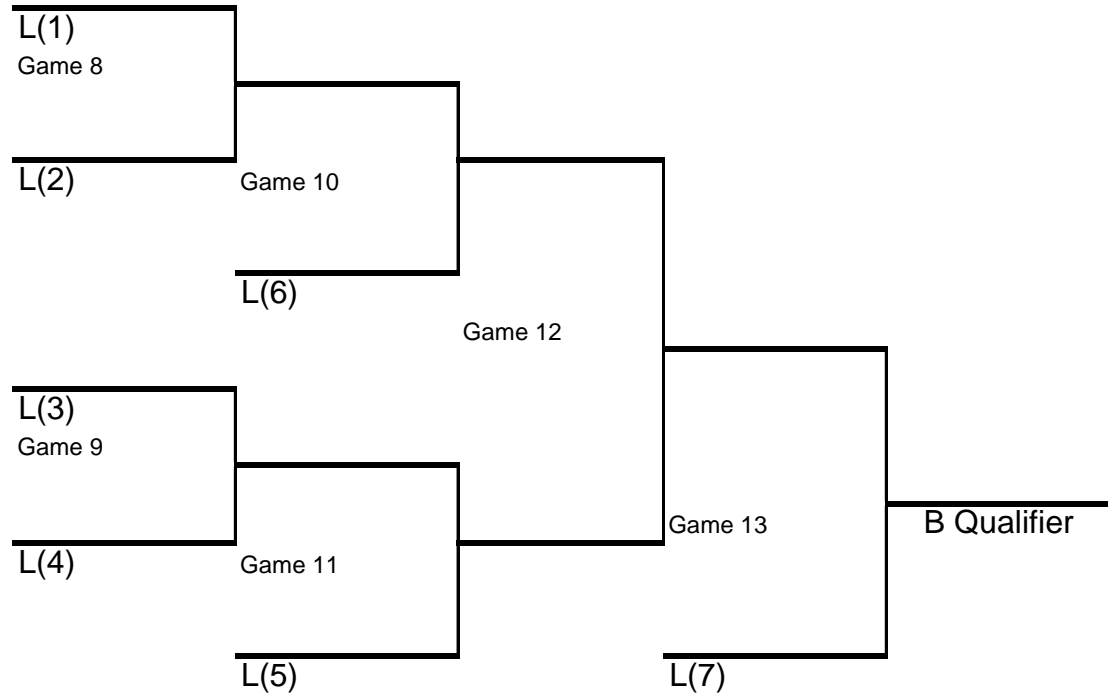 L(1)
Game 8
L(2)
Game 10
L(6)
Game 12
L(3)
Game 9
L(4)
Game 11
L(5)
Game 13
L(7)
B Qualifier